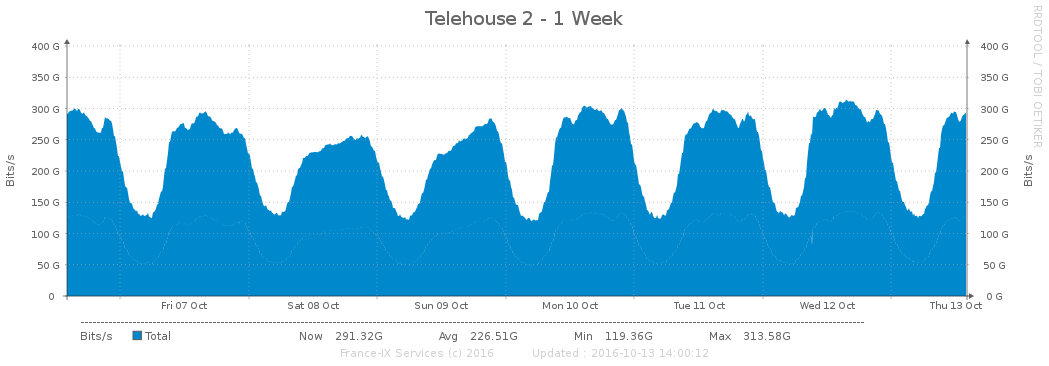 Telehouse 2 - 1 Week
RRDTOOL / TOBI OETIKER
400 G 400 G
350 G 350 G
300 G 300 G
250 G 250 G
200 G 200 G
150 G 150 G
100 G 100 G
50 G 50 G
0 0 G
Bits/s
Bits/s
Fri 07 Oct Sat 08 Oct Sun 09 Oct Mon 10 Oct Tue 11 Oct Wed 12 Oct Thu 13 Oct
Bits/s Total Now 291.32G Avg 226.51G Min 119.36G Max 313.58G
France-IX Services (c) 2016 Updated : 2016-10-13 14:00:12